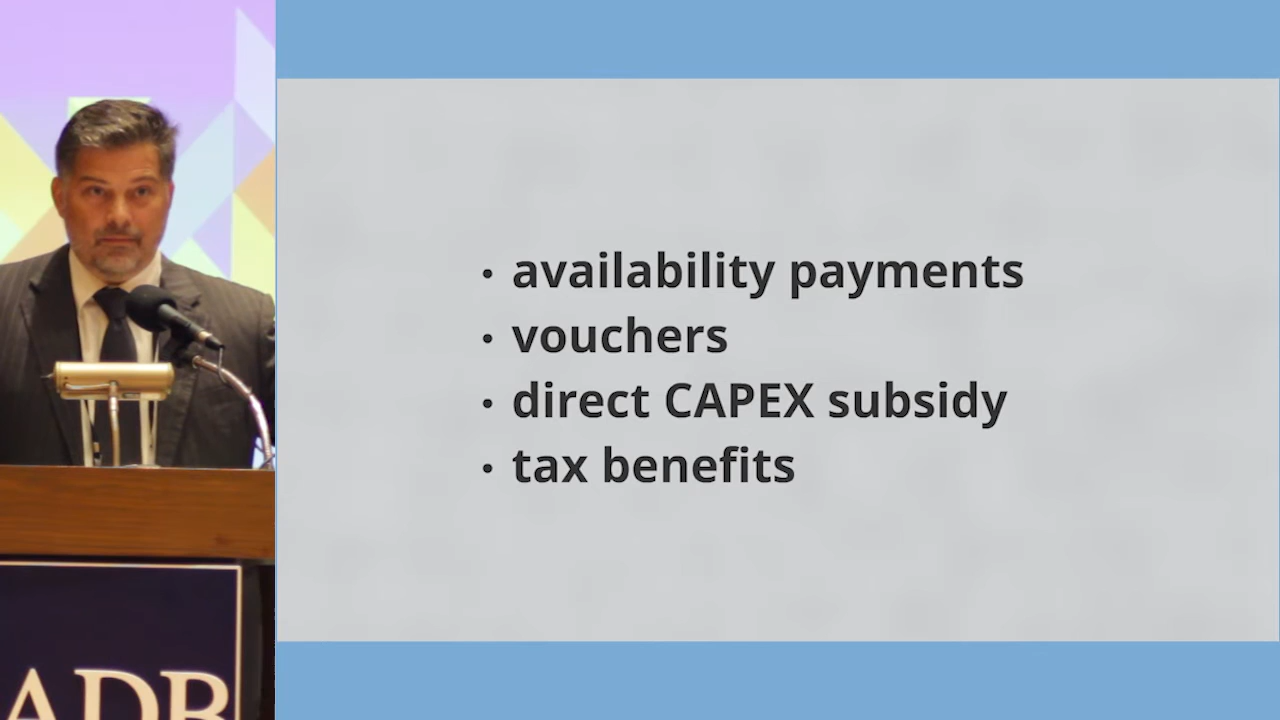 • availability payments
• vouchers
• direct CAPEX subsidy
• tax benefits
ADB